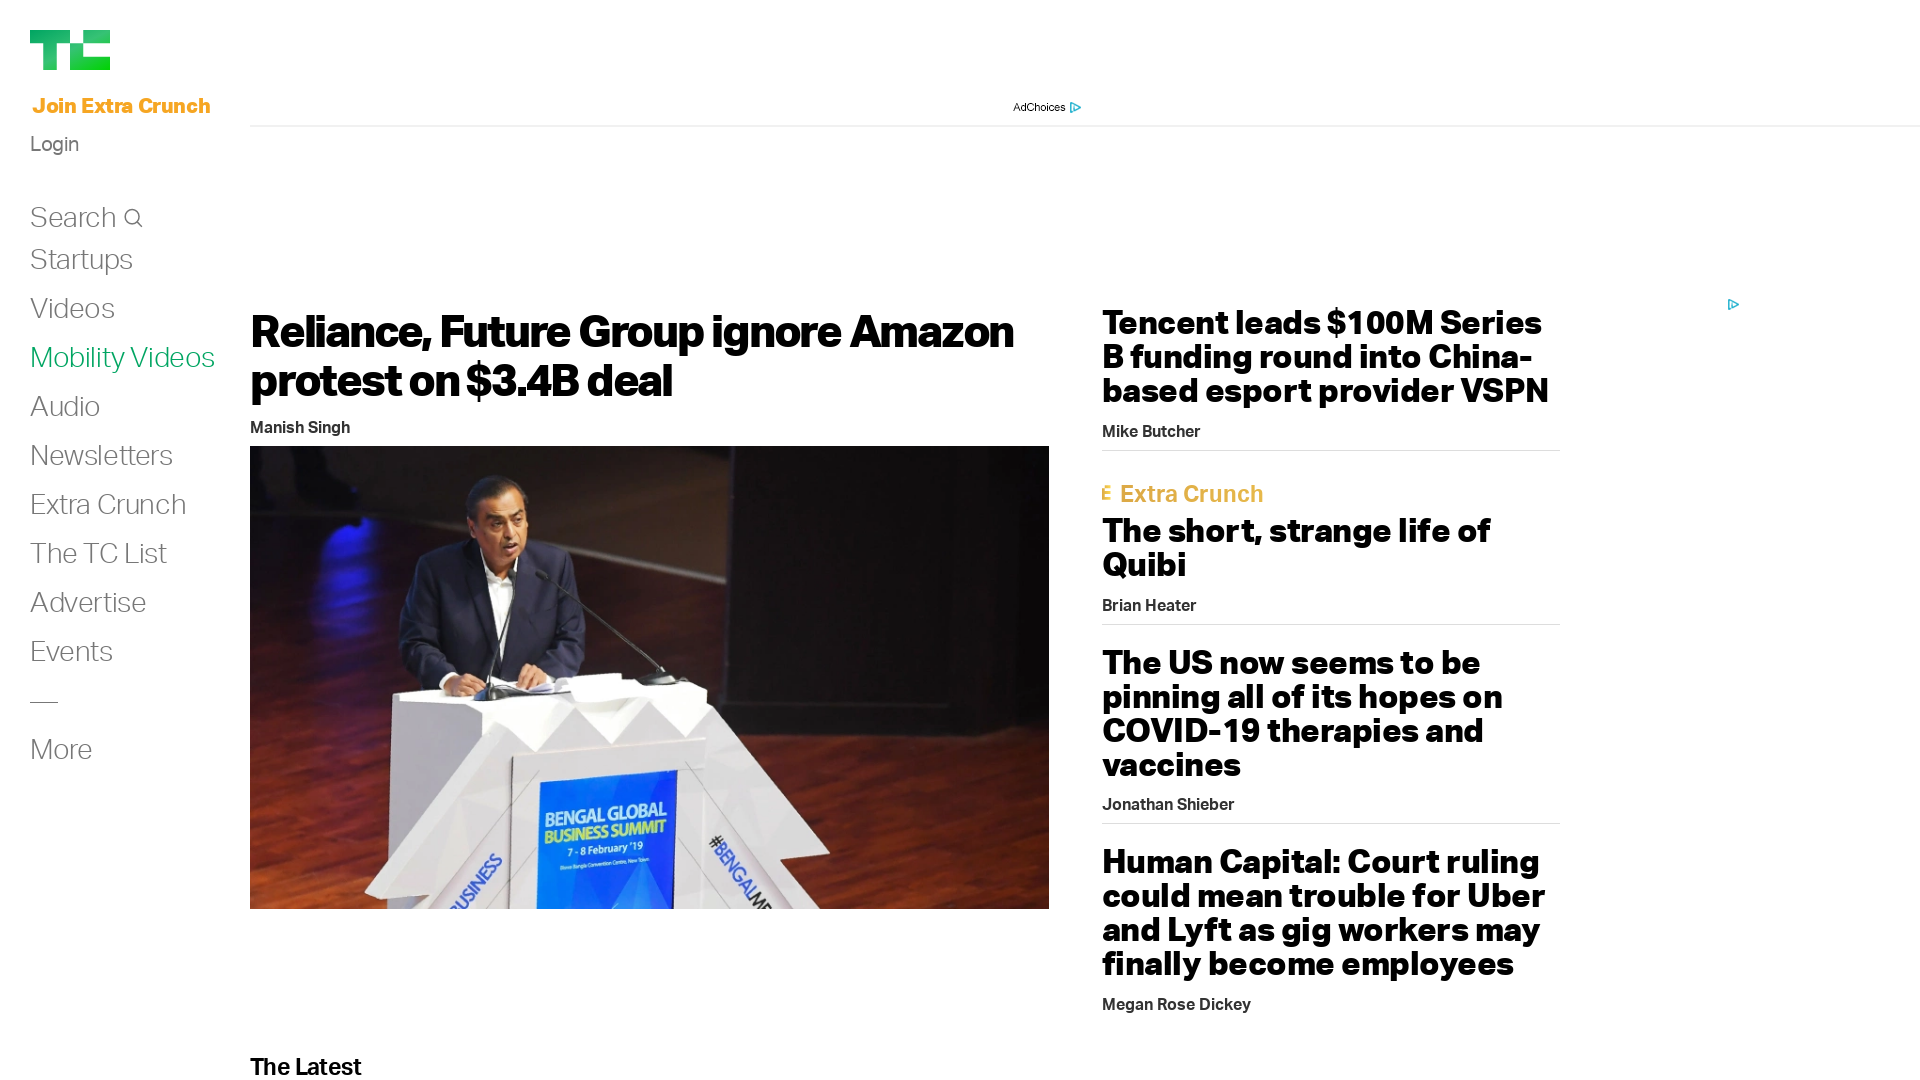 TC
Join Extra Crunch
Login
Search
Startups
Videos
Mobility Videos
Audio
Newsletters
Extra Crunch
The TC List
Advertise
Events
More
AdChoices
Reliance, Future Group ignore Amazon
protest on $3.4B deal
Manish Singh
BENGAL GLOBAL
BUSINESS SUMMIT
7 - 8 February '19
BUSINESS
Tencent leads $100M Series
B funding round into China-
based esport provider VSPN
Mike Butcher
Extra Crunch
The short, strange life of
Quibi
Brian Heater
The US now seems to be
pinning all of its hopes on
COVID-19 therapies and
vaccines
Jonathan Shieber
Human Capital: Court ruling
could mean trouble for Uber
and Lyft as gig workers may
finally become employees
Megan Rose Dickey
The Latest